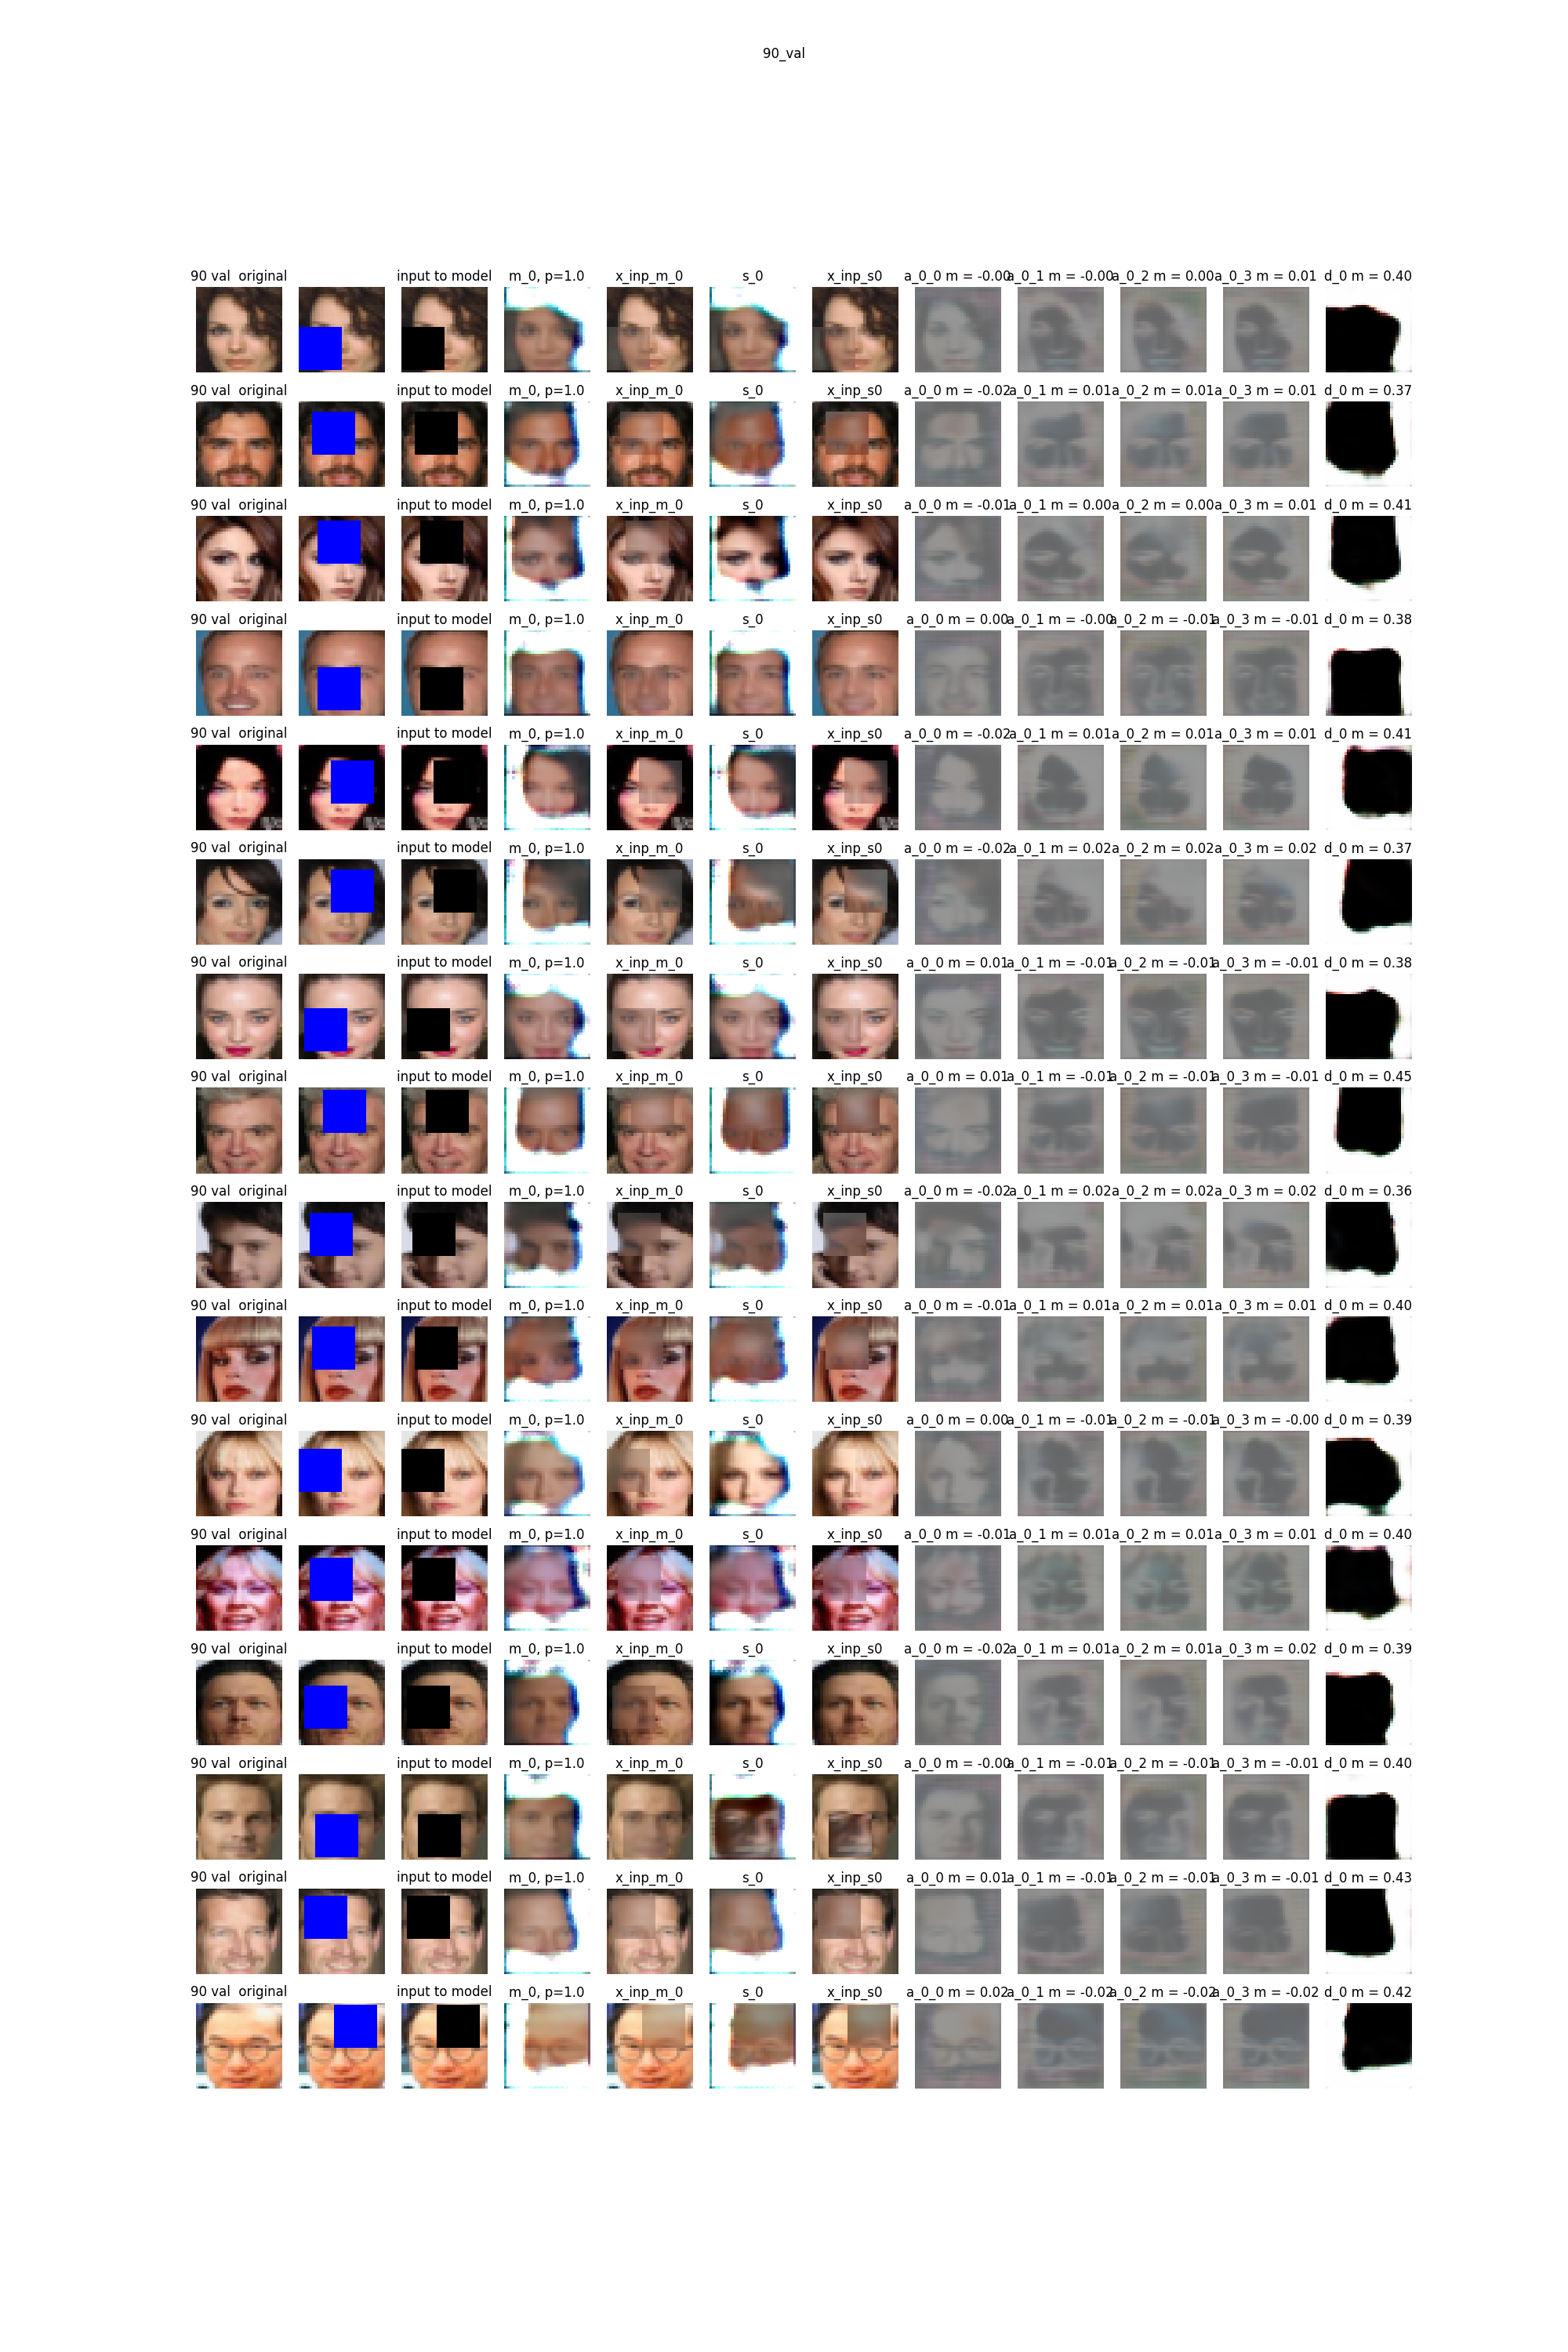 90_val
90 val original input to model m_0, p=1.0 x_inp_m_0 s_0 x_inp_s0 a_0_0 m = -0.00 a_0_1 m = -0.00 a_0_2 m = 0.00 a_0_3 m = 0.01 d_0 m = 0.40
90 val original input to model m_0, p=1.0 x_inp_m_0 s_0 x_inp_s0 a_0_0 m = -0.02 a_0_1 m = 0.01 a_0_2 m = 0.01 a_0_3 m = 0.01 d_0 m = 0.37
90 val original input to model m_0, p=1.0 x_inp_m_0 s_0 x_inp_s0 a_0_0 m = -0.01 a_0_1 m = 0.00 a_0_2 m = 0.00 a_0_3 m = 0.01 d_0 m = 0.41
90 val original input to model m_0, p=1.0 x_inp_m_0 s_0 x_inp_s0 a_0_0 m = 0.00 a_0_1 m = -0.00 a_0_2 m = -0.01 a_0_3 m = -0.01 d_0 m = 0.38
90 val original input to model m_0, p=1.0 x_inp_m_0 s_0 x_inp_s0 a_0_0 m = -0.02 a_0_1 m = 0.01 a_0_2 m = 0.01 a_0_3 m = 0.01 d_0 m = 0.41
90 val original input to model m_0, p=1.0 x_inp_m_0 s_0 x_inp_s0 a_0_0 m = -0.02 a_0_1 m = 0.02 a_0_2 m = 0.02 a_0_3 m = 0.02 d_0 m = 0.37
90 val original input to model m_0, p=1.0 x_inp_m_0 s_0 x_inp_s0 a_0_0 m = 0.01 a_0_1 m = -0.01 a_0_2 m = -0.01 a_0_3 m = -0.01 d_0 m = 0.38
90 val original input to model m_0, p=1.0 x_inp_m_0 s_0 x_inp_s0 a_0_0 m = 0.01 a_0_1 m = -0.01 a_0_2 m = -0.01 a_0_3 m = -0.01 d_0 m = 0.45
90 val original input to model m_0, p=1.0 x_inp_m_0 s_0 x_inp_s0 a_0_0 m = -0.02 a_0_1 m = 0.02 a_0_2 m = 0.02 a_0_3 m = 0.02 d_0 m = 0.36
90 val original input to model m_0, p=1.0 x_inp_m_0 s_0 x_inp_s0 a_0_0 m = -0.01 a_0_1 m = 0.01 a_0_2 m = 0.01 a_0_3 m = 0.01 d_0 m = 0.40
90 val original input to model m_0, p=1.0 x_inp_m_0 s_0 x_inp_s0 a_0_0 m = 0.00 a_0_1 m = -0.01 a_0_2 m = -0.01 a_0_3 m = -0.00 d_0 m = 0.39
90 val original input to model m_0, p=1.0 x_inp_m_0 s_0 x_inp_s0 a_0_0 m = -0.01 a_0_1 m = 0.01 a_0_2 m = 0.01 a_0_3 m = 0.01 d_0 m = 0.40
90 val original input to model m_0, p=1.0 x_inp_m_0 s_0 x_inp_s0 a_0_0 m = -0.02 a_0_1 m = 0.01 a_0_2 m = 0.01 a_0_3 m = 0.02 d_0 m = 0.39
90 val original input to model m_0, p=1.0 x_inp_m_0 s_0 x_inp_s0 a_0_0 m = -0.00 a_0_1 m = -0.01 a_0_2 m = -0.01 a_0_3 m = -0.01 d_0 m = 0.40
90 val original input to model m_0, p=1.0 x_inp_m_0 s_0 x_inp_s0 a_0_0 m = 0.01 a_0_1 m = -0.01 a_0_2 m = -0.01 a_0_3 m = -0.01 d_0 m = 0.43
90 val original input to model m_0, p=1.0 x_inp_m_0 s_0 x_inp_s0 a_0_0 m = 0.02 a_0_1 m = -0.02 a_0_2 m = -0.02 a_0_3 m = -0.02 d_0 m = 0.42